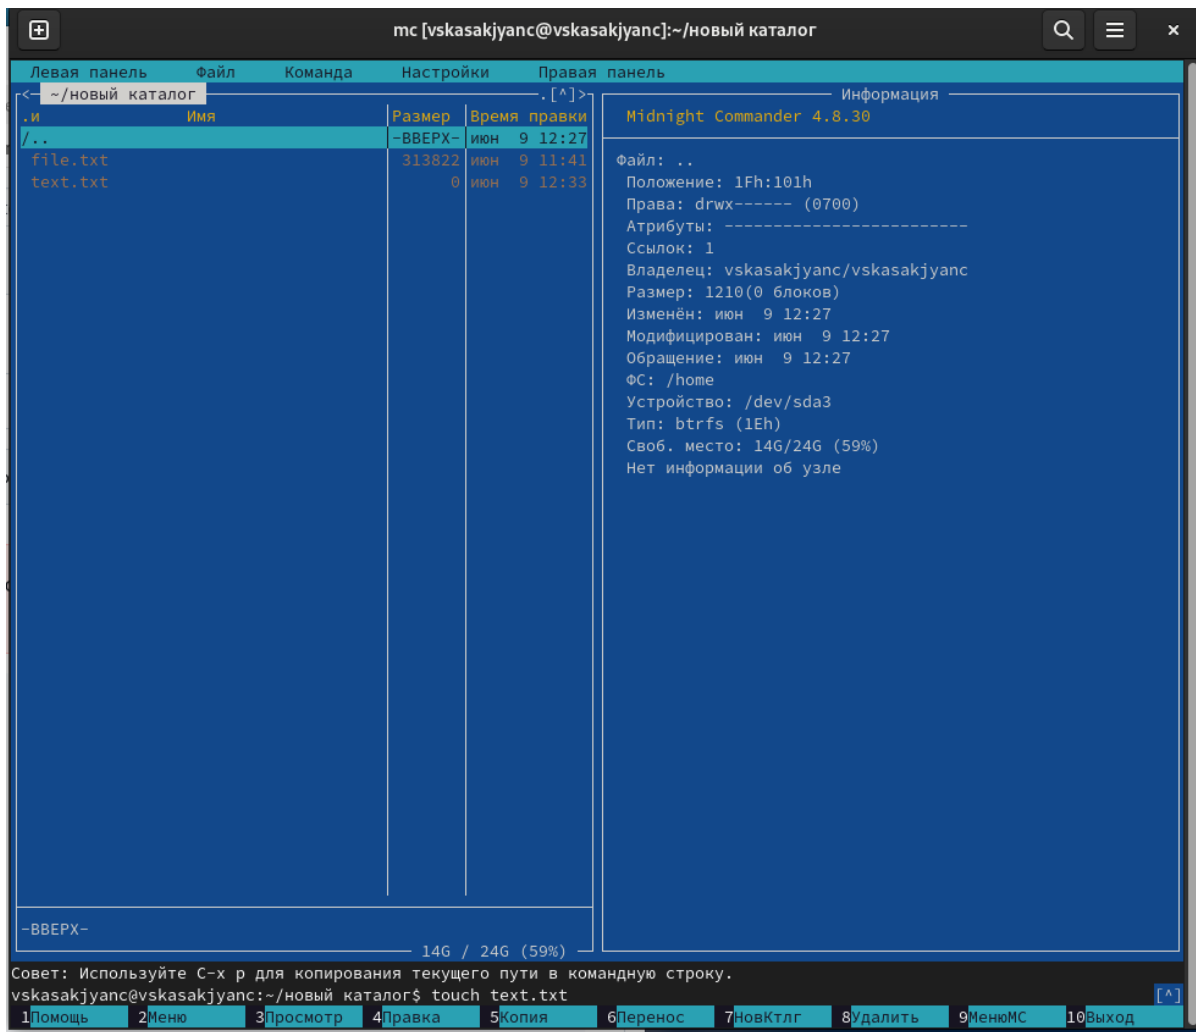 mc [vskasakjyanc@vskasakjyanc]:~/новый каталог
Левая панель Файл Команда Настройки Правая панель
<─ ~/новый каталог ─.[^]>
.и Имя Размер Время правки
/.. -ВВЕРХ- июн 9 12:27
file.txt 313822 июн 9 11:41
text.txt 0 июн 9 12:33
-ВВЕРХ-
14G / 24G (59%)
Информация
Midnight Commander 4.8.30
Файл: ..
Положение: 1Fh:101h
Права: drwx------ (0700)
Атрибуты: -------------------------
Ссылок: 1
Владелец: vskasakjyanc/vskasakjyanc
Размер: 1210(0 блоков)
Изменён: июн 9 12:27
Модифицирован: июн 9 12:27
Обращение: июн 9 12:27
ФС: /home
Устройство: /dev/sda3
Тип: btrfs (1Eh)
Своб. место: 14G/24G (59%)
Нет информации об узле
Совет: Используйте C-x p для копирования текущего пути в командную строку.
vskasakjyanc@vskasakjyanc:~/новый каталог$ touch text.txt [^]
1Помощь 2Меню 3Просмотр 4Правка 5Копия 6Перенос 7НовКтлг 8Удалить 9МенюМС 10Выход